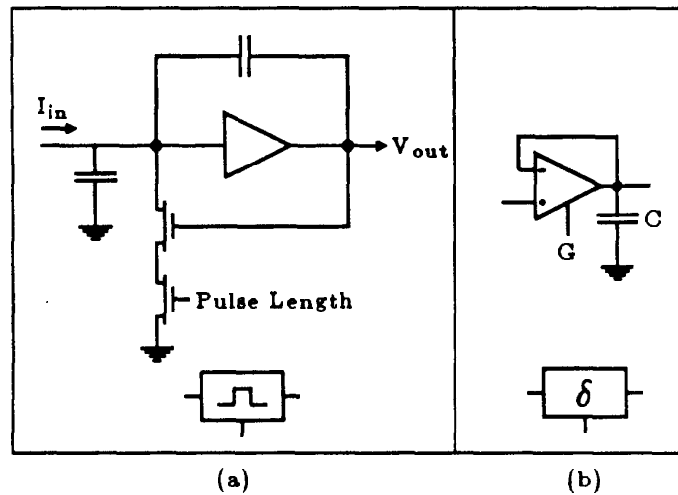 I_in
V_out
Pulse Length
G
C
δ
(a)
(b)